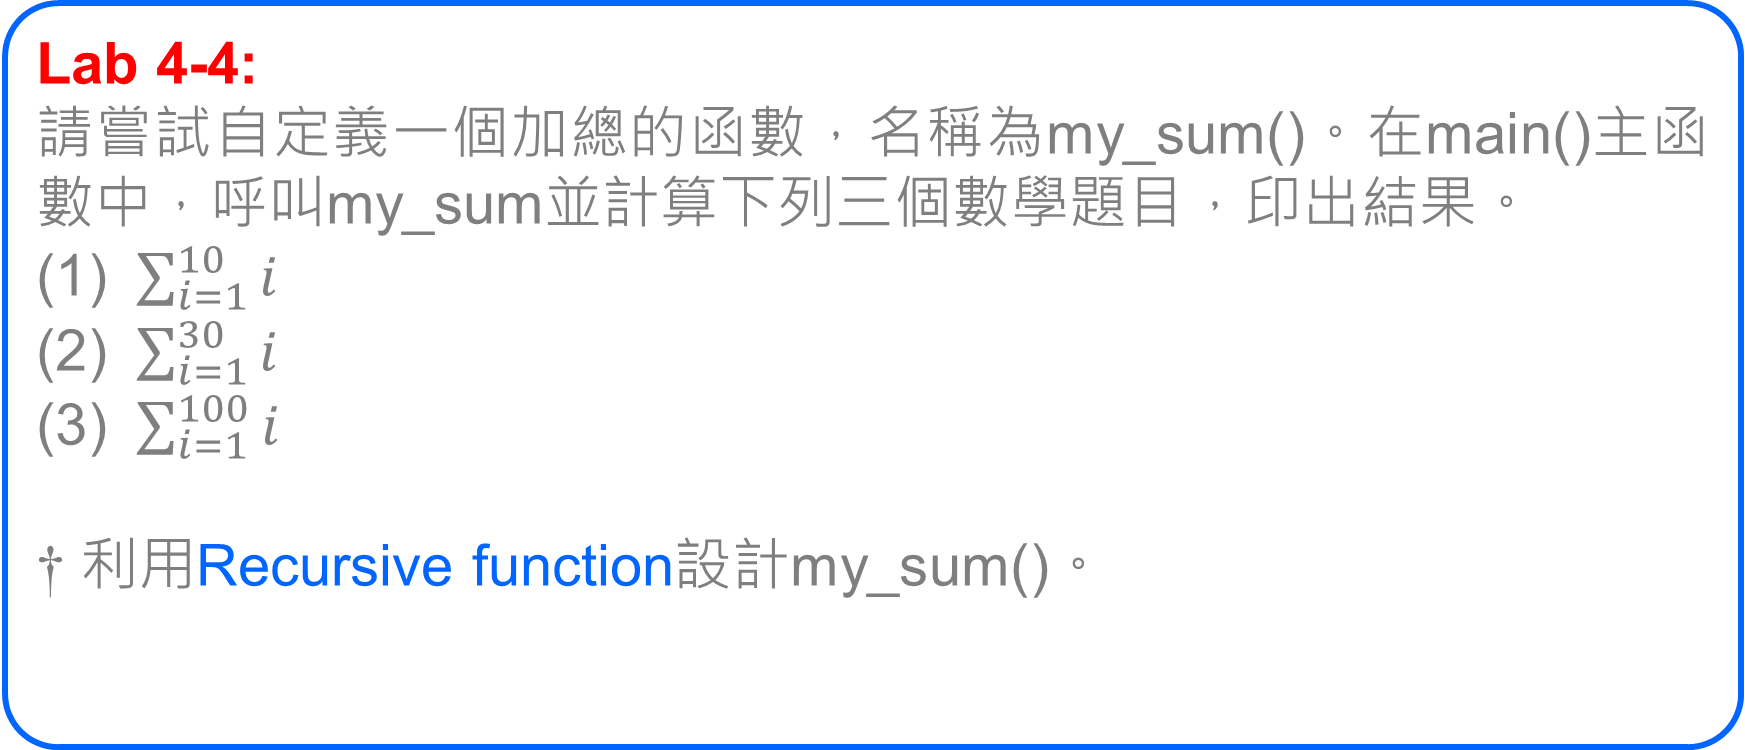 Lab 4-4:
請嘗試自定義一個加總的函數，名稱為my_sum()。在main()主函
數中，呼叫my_sum並計算下列三個數學題目，印出結果。
(1) ∑_{i=1}^{10} i
(2) ∑_{i=1}^{30} i
(3) ∑_{i=1}^{100} i
† 利用Recursive function設計my_sum()。